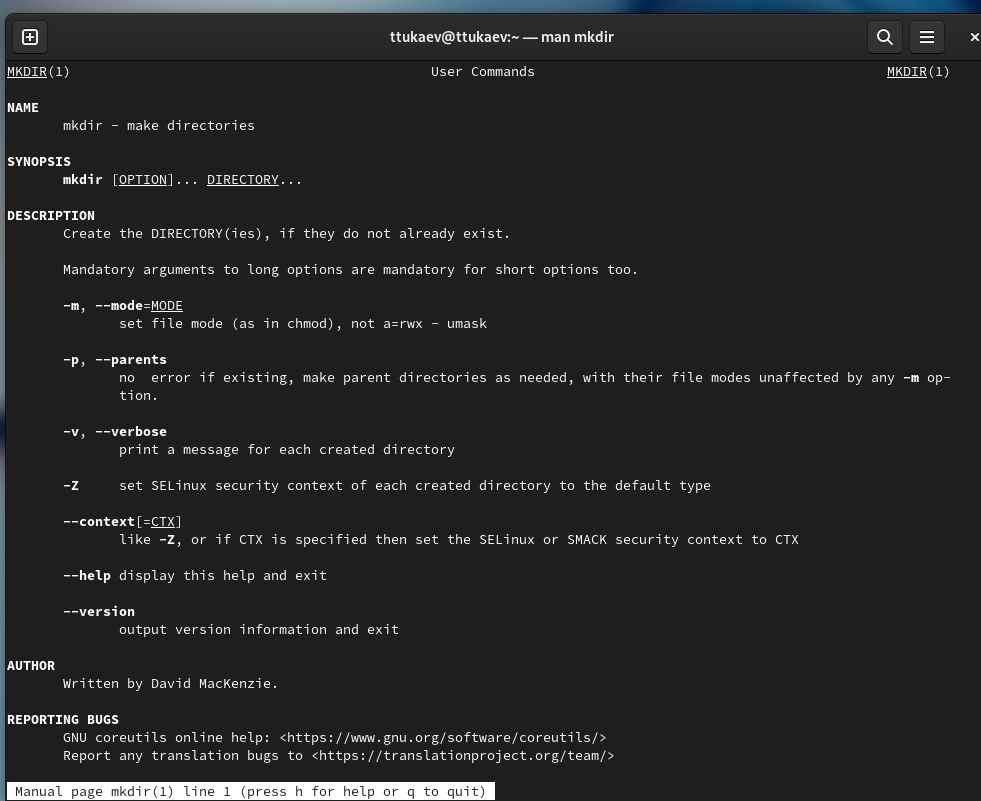 ttukaev@ttukaev:~ — man mkdir
MKDIR(1) User Commands MKDIR(1)
NAME
mkdir - make directories
SYNOPSIS
mkdir [OPTION]... DIRECTORY...
DESCRIPTION
Create the DIRECTORY(ies), if they do not already exist.
Mandatory arguments to long options are mandatory for short options too.
-m, --mode=MODE
set file mode (as in chmod), not a=rwx - umask
-p, --parents
no  error if existing, make parent directories as needed, with their file modes unaffected by any -m op-
tion.
-v, --verbose
print a message for each created directory
-Z     set SELinux security context of each created directory to the default type
--context[=CTX]
like -Z, or if CTX is specified then set the SELinux or SMACK security context to CTX
--help display this help and exit
--version
output version information and exit
AUTHOR
Written by David MacKenzie.
REPORTING BUGS
GNU coreutils online help: <https://www.gnu.org/software/coreutils/>
Report any translation bugs to <https://translationproject.org/team/>
Manual page mkdir(1) line 1 (press h for help or q to quit)